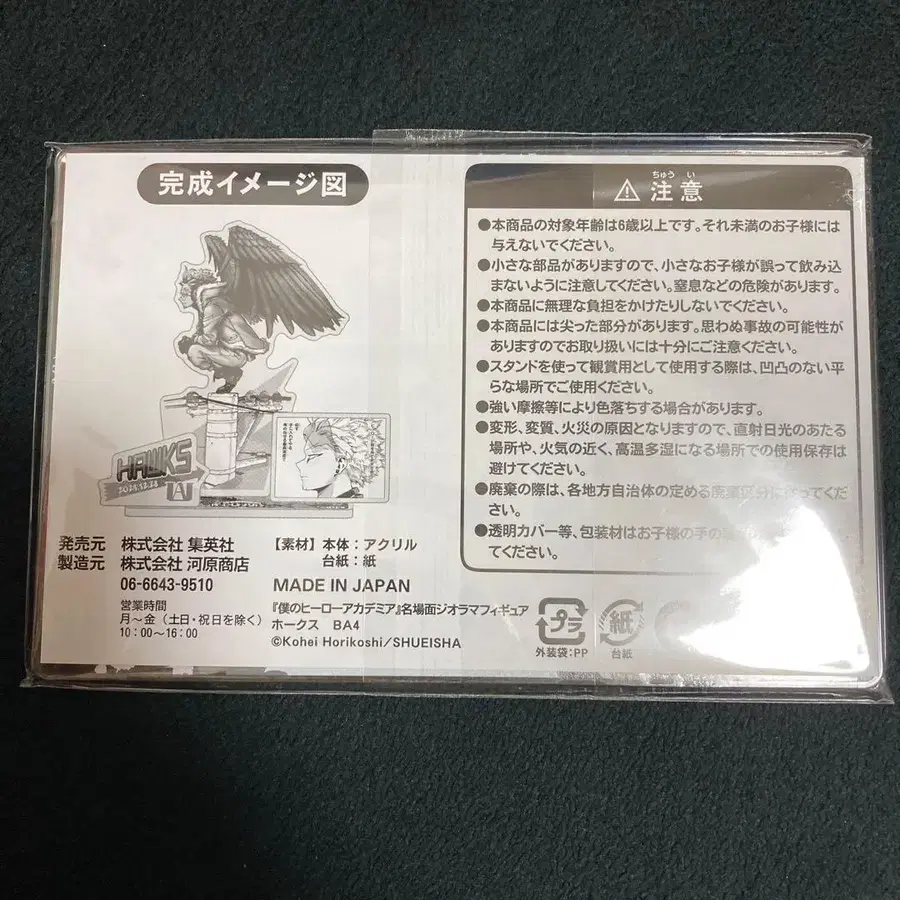 完成イメージ図
HAWKS
2021.12.28
発売元 株式会社 集英社
製造元 株式会社 河原商店
06-6643-9510
営業時間
月～金（土日・祝日を除く）
10：00～16：00
【素材】本体：アクリル
台紙：紙
MADE IN JAPAN
『僕のヒーローアカデミア』名場面ジオラマフィギュア
ホークス BA4
©Kohei Horikoshi/SHUEISHA
ちゅうい
注意
●本商品の対象年齢は6歳以上です。それ未満のお子様には
与えないでください。
●小さな部品がありますので、小さなお子様が誤って飲み込
まないように注意してください。窒息などの危険があります。
●本商品に無理な負担をかけたりしないでください。
●本商品には尖った部分があります。思わぬ事故の可能性が
ありますのでお取り扱いには十分にご注意ください。
●スタンドを使って観賞用として使用する際は、凹凸のない平
らな場所でご使用ください。
●強い摩擦等により色落ちする場合があります。
●変形、変質、火災の原因となりますので、直射日光のあたる
場所や、火気の近く、高温多湿になる場所での使用保存は
避けてください。
●廃棄の際は、各地方自治体の定める廃棄区分に従ってくだ
さい。
●透明カバー等、包装材はお子様の手の
てください。
プラ
外装袋：PP
紙
台紙